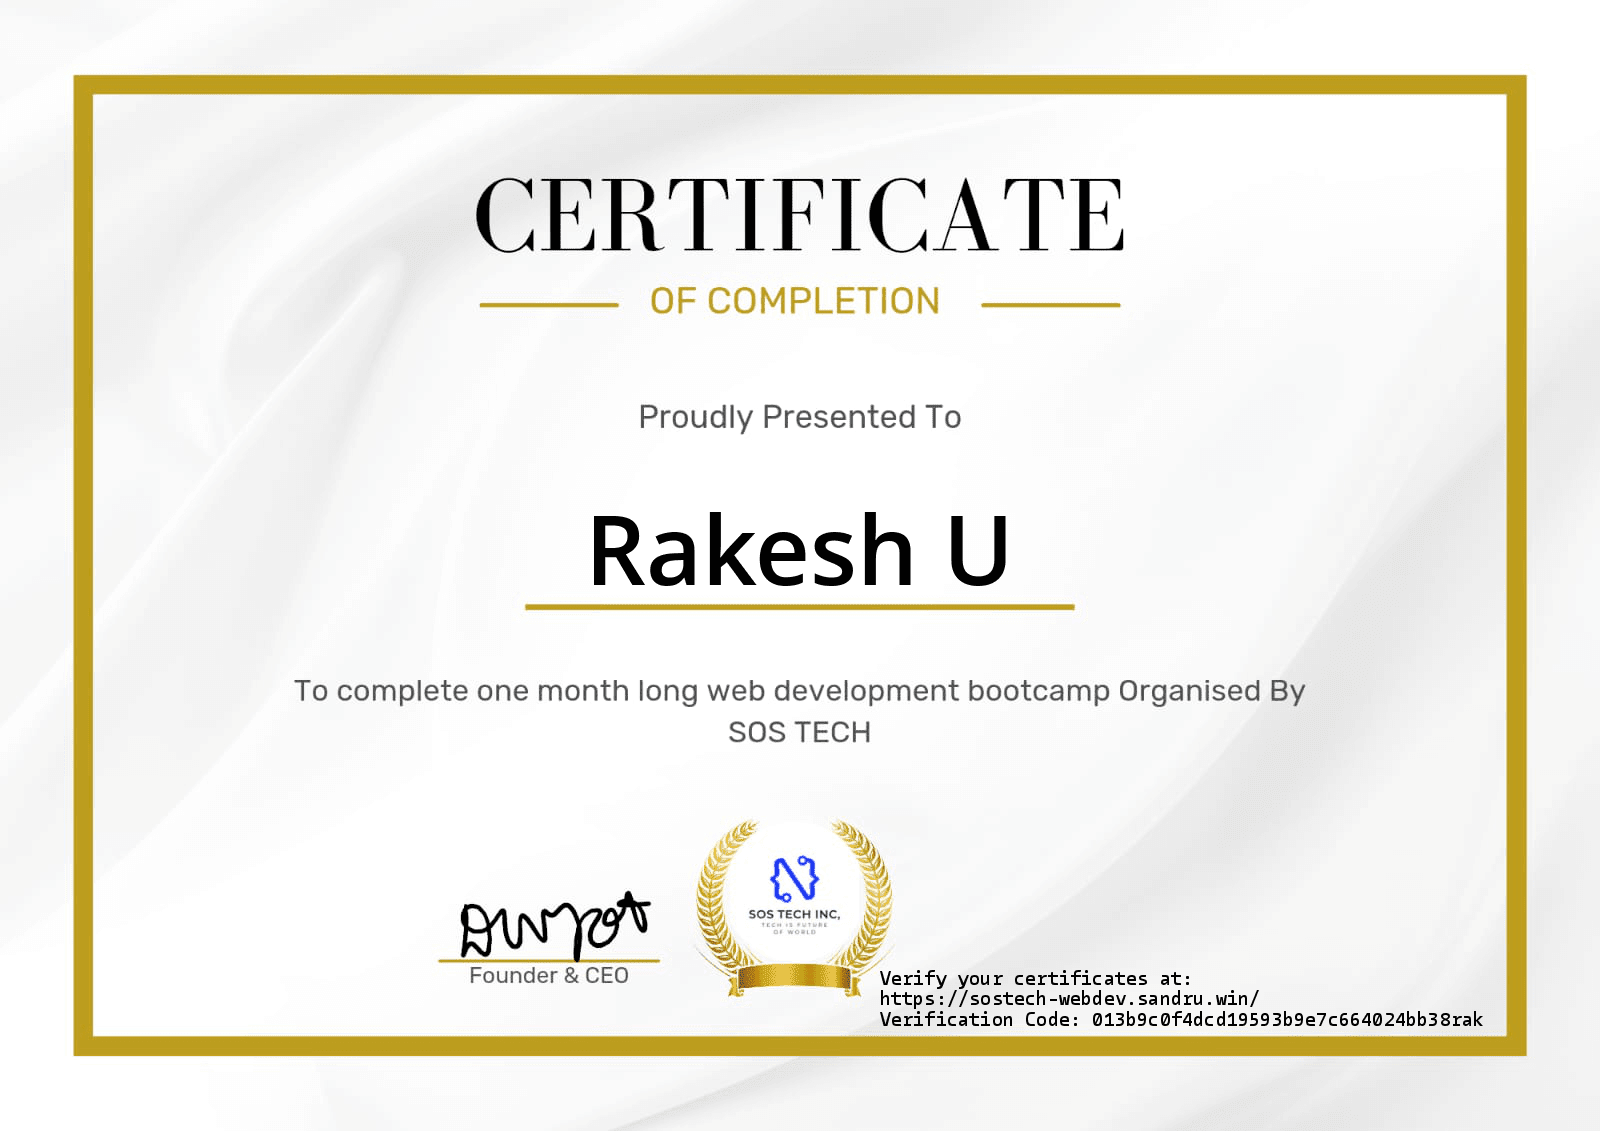 CERTIFICATE
OF COMPLETION
Proudly Presented To
Rakesh U
To complete one month long web development bootcamp Organised By
SOS TECH
SOS TECH INC,
TECH IS FUTURE
OF WORLD
Founder & CEO
Verify your certificates at:
https://sostech-webdev.sandru.win/
Verification Code: 013b9c0f4dcd19593b9e7c664024bb38rak